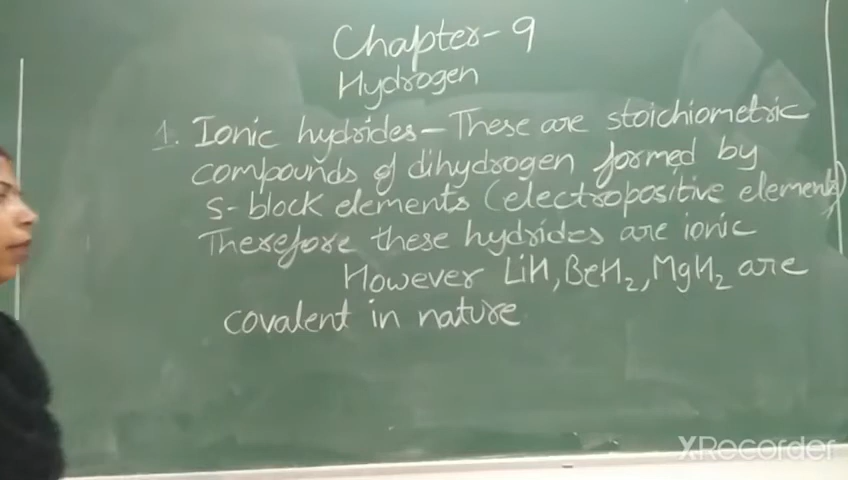 Chapter-9
Hydrogen
1. Ionic hydrides - These are stoichiometric
compounds of dihydrogen formed by
s-block elements (electropositive elements)
Therefore these hydrides are ionic
However LiH, BeH₂, MgH₂ are
covalent in nature
XRecorder